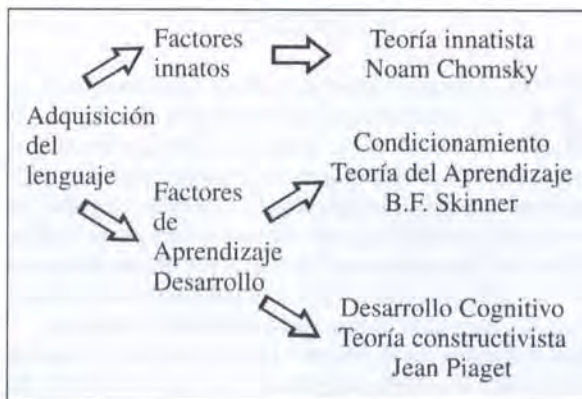 Factores
innatos
Teoría innatista
Noam Chomsky
Adquisición
del
lenguaje
Factores
de
Aprendizaje
Desarrollo
Condicionamiento
Teoría del Aprendizaje
B.F. Skinner
Desarrollo Cognitivo
Teoría constructivista
Jean Piaget